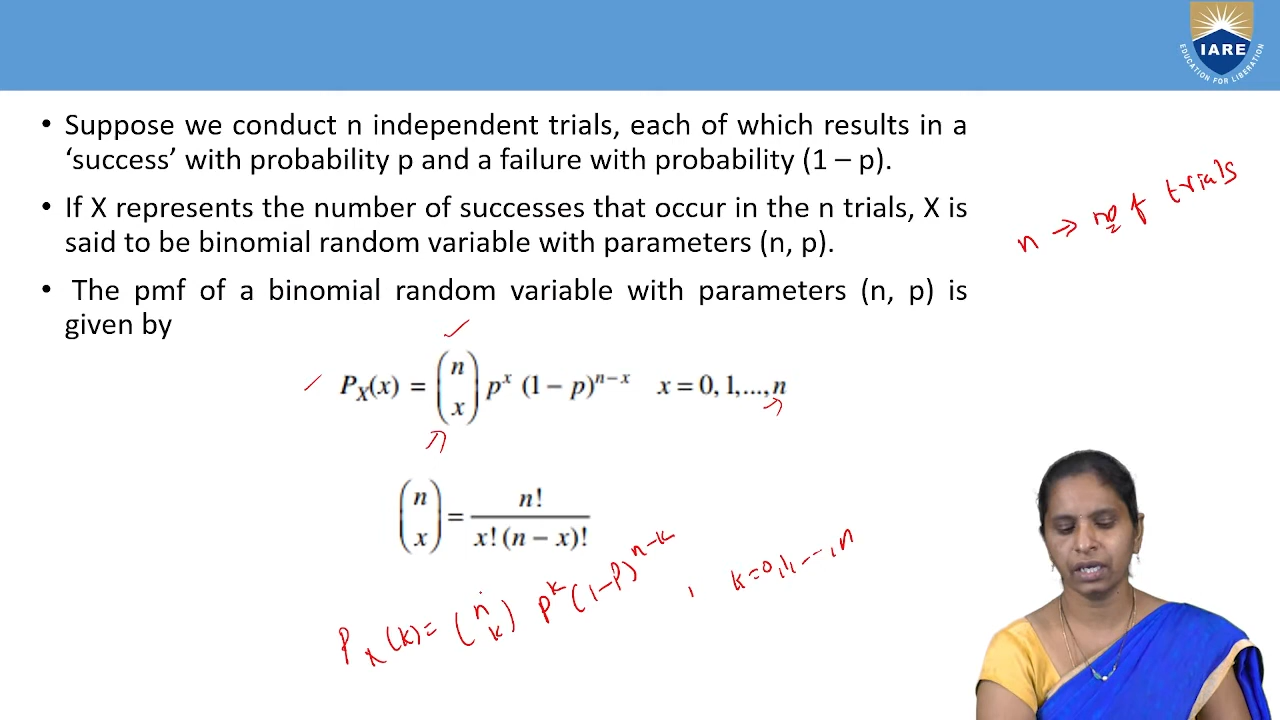 IARE
EDUCATION FOR LIBERATION
• Suppose we conduct n independent trials, each of which results in a
‘success’ with probability p and a failure with probability (1 – p).
• If X represents the number of successes that occur in the n trials, X is
said to be binomial random variable with parameters (n, p).
• The pmf of a binomial random variable with parameters (n, p) is
given by
n → no of trials
P_X(x) = (n x) p^x (1 − p)^{n−x} x = 0, 1,...,n
(n x) = n! / x! (n − x)!
P_X(k) = (n k) p^k (1−P)^{n−k} , k=0,1,---,n